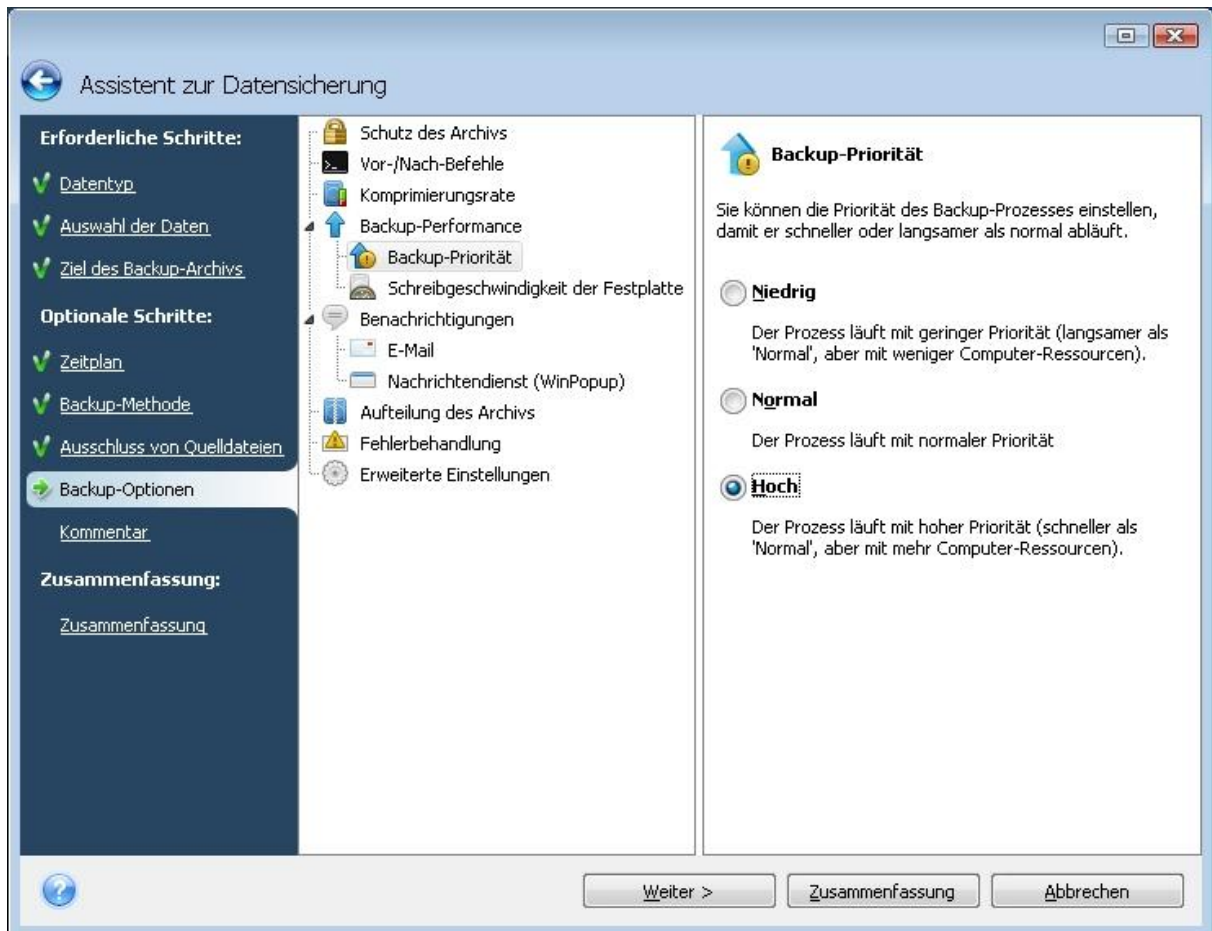 Assistent zur Datensicherung
Erforderliche Schritte:
Datentyp
Auswahl der Daten
Ziel des Backup-Archivs
Optionale Schritte:
Zeitplan
Backup-Methode
Ausschluss von Quelldateien
Backup-Optionen
Kommentar
Zusammenfassung:
Zusammenfassung
Schutz des Archivs
Vor-/Nach-Befehle
Komprimierungsrate
Backup-Performance
Backup-Priorität
Schreibgeschwindigkeit der Festplatte
Benachrichtigungen
E-Mail
Nachrichtendienst (WinPopup)
Aufteilung des Archivs
Fehlerbehandlung
Erweiterte Einstellungen
Backup-Priorität
Sie können die Priorität des Backup-Prozesses einstellen,
damit er schneller oder langsamer als normal abläuft.
Niedrig
Der Prozess läuft mit geringer Priorität (langsamer als
'Normal', aber mit weniger Computer-Ressourcen).
Normal
Der Prozess läuft mit normaler Priorität
Hoch
Der Prozess läuft mit hoher Priorität (schneller als
'Normal', aber mit mehr Computer-Ressourcen).
Weiter >
Zusammenfassung
Abbrechen